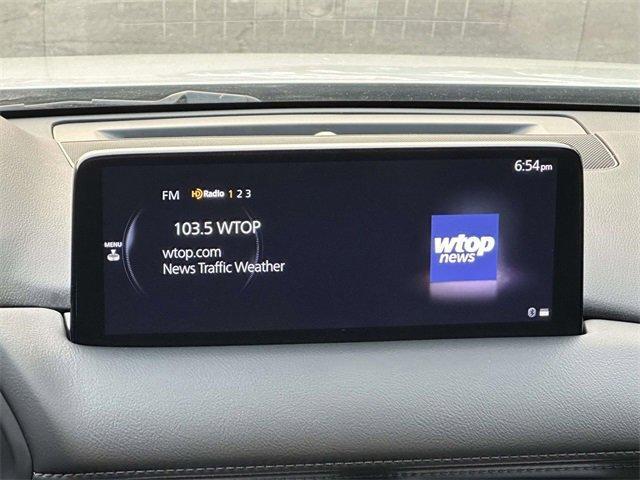 6:54pm
FM HD Radio 1 2 3
103.5 WTOP
MENU
wtop.com
News Traffic Weather
wtop
news